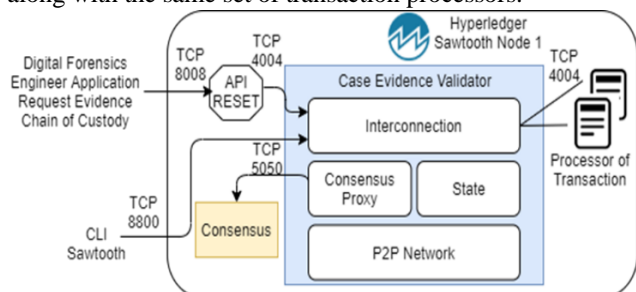 along with the same set of transaction processors.
Hyperledger
Sawtooth Node 1
Digital Forensics
Engineer Application
Request Evidence
Chain of Custody
TCP
8008
API
RESET
TCP
4004
Case Evidence Validator
Interconnection
TCP
4004
Processor of
Transaction
TCP
5050
Consensus
Proxy
State
Consensus
TCP
8800
CLI
Sawtooth
P2P Network